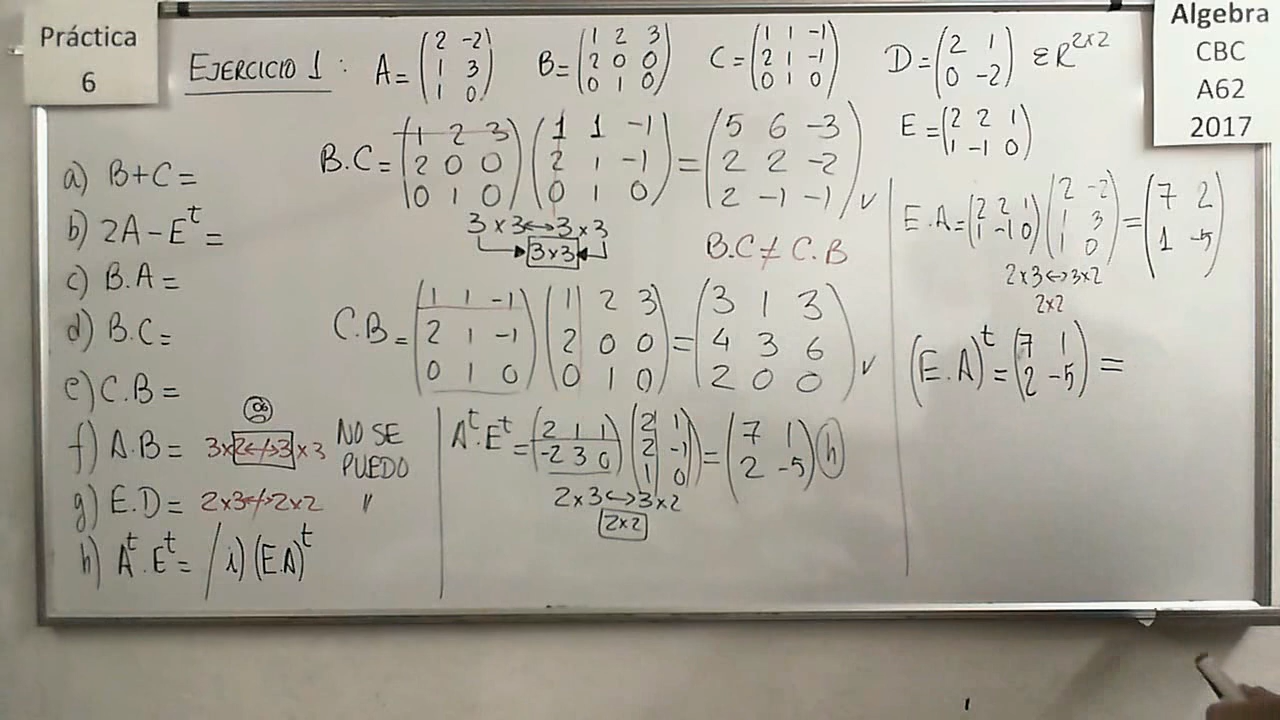 Práctica
6
Algebra
CBC
A62
2017
EJERCICIO 1 : A = (2 -2; 1 3; 1 0) B = (1 2 3; 2 0 0; 0 1 0) C = (1 1 -1; 2 1 -1; 0 1 0) D = (2 1; 0 -2) ε R^2x2
E = (2 2 1; 1 -1 0)
a) B+C =
b) 2A-E^t =
c) B.A =
d) B.C =
e) C.B =
f) A.B = 3x2<-/->3x3 NO SE PUEDO
g) E.D = 2x3<-/->2x2 "
h) A^t.E^t = / i) (E.A)^t
B.C = (1 2 3; 2 0 0; 0 1 0) (1 1 -1; 2 1 -1; 0 1 0) = (5 6 -3; 2 2 -2; 2 -1 -1) ✓
3x3<->3x3
3x3
B.C ≠ C.B
C.B = (1 1 -1; 2 1 -1; 0 1 0) (1 2 3; 2 0 0; 0 1 0) = (3 1 3; 4 3 6; 2 0 0) ✓
A^t.E^t = (2 1 1; -2 3 0) (2 1; 2 -1; 1 0) = (7 1; 2 -5) h
2x3<->3x2
2x2
E.A = (2 2 1; 1 -1 0) (2 -2; 1 3; 1 0) = (7 2; 1 -5)
2x3<->3x2
2x2
(E.A)^t = (7 1; 2 -5) =